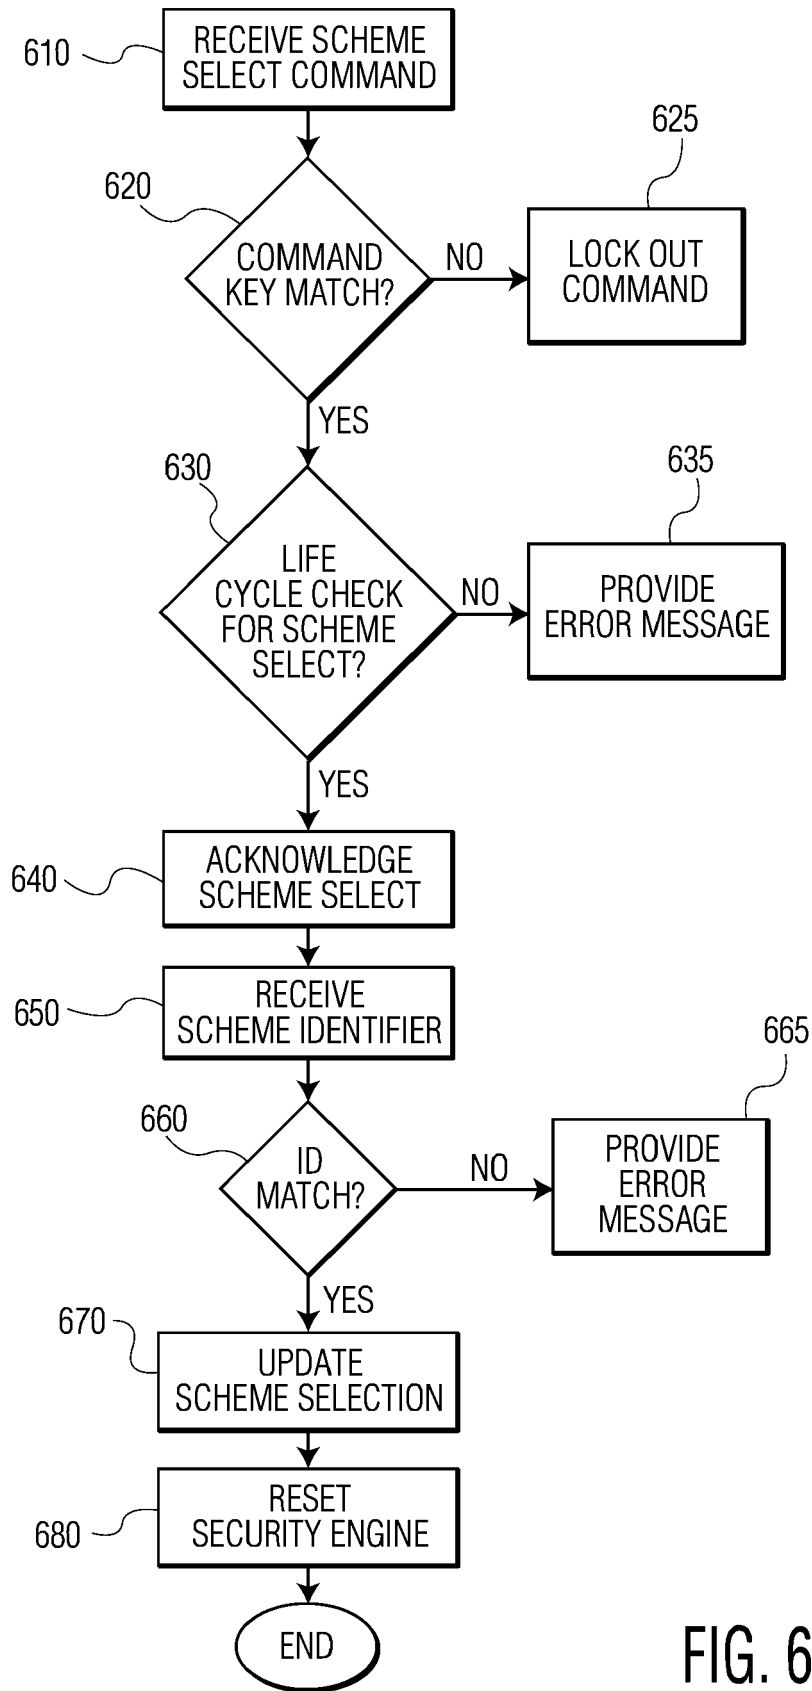 610
RECEIVE SCHEME
SELECT COMMAND
620
COMMAND
KEY MATCH?
NO
625
LOCK OUT
COMMAND
YES
630
LIFE
CYCLE CHECK
FOR SCHEME
SELECT?
NO
635
PROVIDE
ERROR MESSAGE
YES
640
ACKNOWLEDGE
SCHEME SELECT
650
RECEIVE
SCHEME IDENTIFIER
660
ID
MATCH?
NO
665
PROVIDE
ERROR
MESSAGE
YES
670
UPDATE
SCHEME SELECTION
680
RESET
SECURITY ENGINE
END
FIG. 6